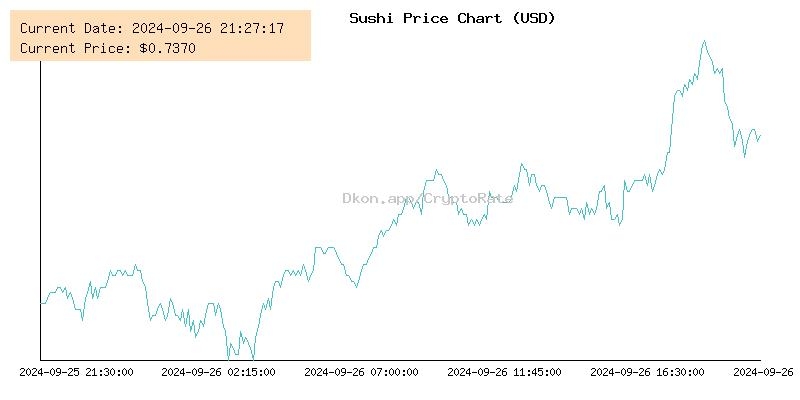 Sushi Price Chart (USD)
Current Date: 2024-09-26 21:27:17
Current Price: $0.7370
Dkon.app/CryptoRate
2024-09-25 21:30:00 2024-09-26 02:15:00 2024-09-26 07:00:00 2024-09-26 11:45:00 2024-09-26 16:30:00 2024-09-26